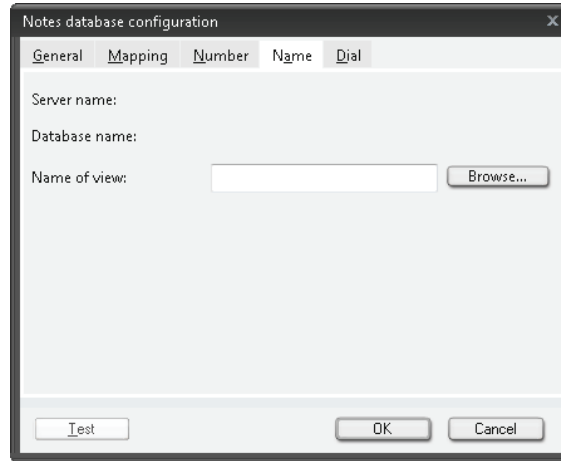 Notes database configuration x
General Mapping Number Name Dial
Server name:
Database name:
Name of view: Browse...
Test OK Cancel